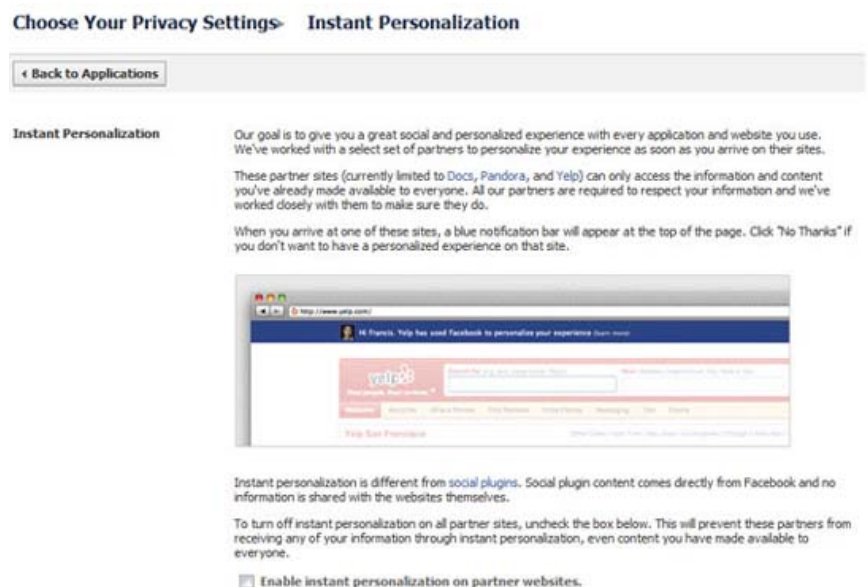 Choose Your Privacy Settings▸ Instant Personalization
Back to Applications
Instant Personalization
Our goal is to give you a great social and personalized experience with every application and website you use.
We've worked with a select set of partners to personalize your experience as soon as you arrive on their sites.
These partner sites (currently limited to Docs, Pandora, and Yelp) can only access the information and content
you've already made available to everyone. All our partners are required to respect your information and we've
worked closely with them to make sure they do.
When you arrive at one of these sites, a blue notification bar will appear at the top of the page. Click "No Thanks" if
you don't want to have a personalized experience on that site.
http://www.yelp.com/
Hi Francis. Yelp has used Facebook to personalize your experience (learn more)
yelp
Yelp San Francisco
Instant personalization is different from social plugins. Social plugin content comes directly from Facebook and no
information is shared with the websites themselves.
To turn off instant personalization on all partner sites, uncheck the box below. This will prevent these partners from
receiving any of your information through instant personalization, even content you have made available to
everyone.
Enable instant personalization on partner websites.